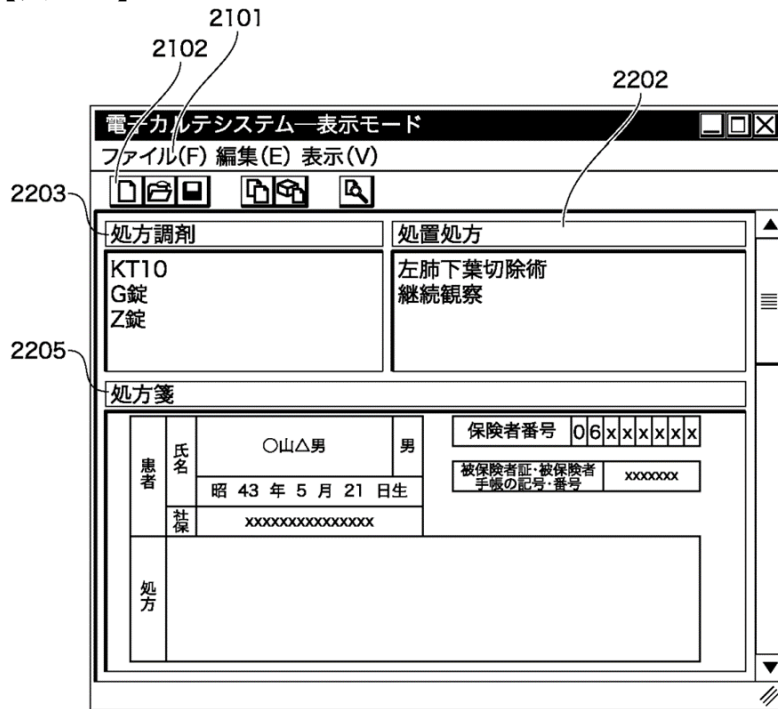 2101
2102
2202
電子カルテシステム―表示モード
ファイル(F) 編集(E) 表示(V)
2203
処方調剤
処置処方
KT10
G錠
Z錠
左肺下葉切除術
継続観察
2205
処方箋
患者
氏名
○山△男
男
昭 43 年 5 月 21 日生
社保
xxxxxxxxxxxxxxx
保険者番号 06xxxxxx
被保険者証・被保険者
手帳の記号・番号
xxxxxxx
処方